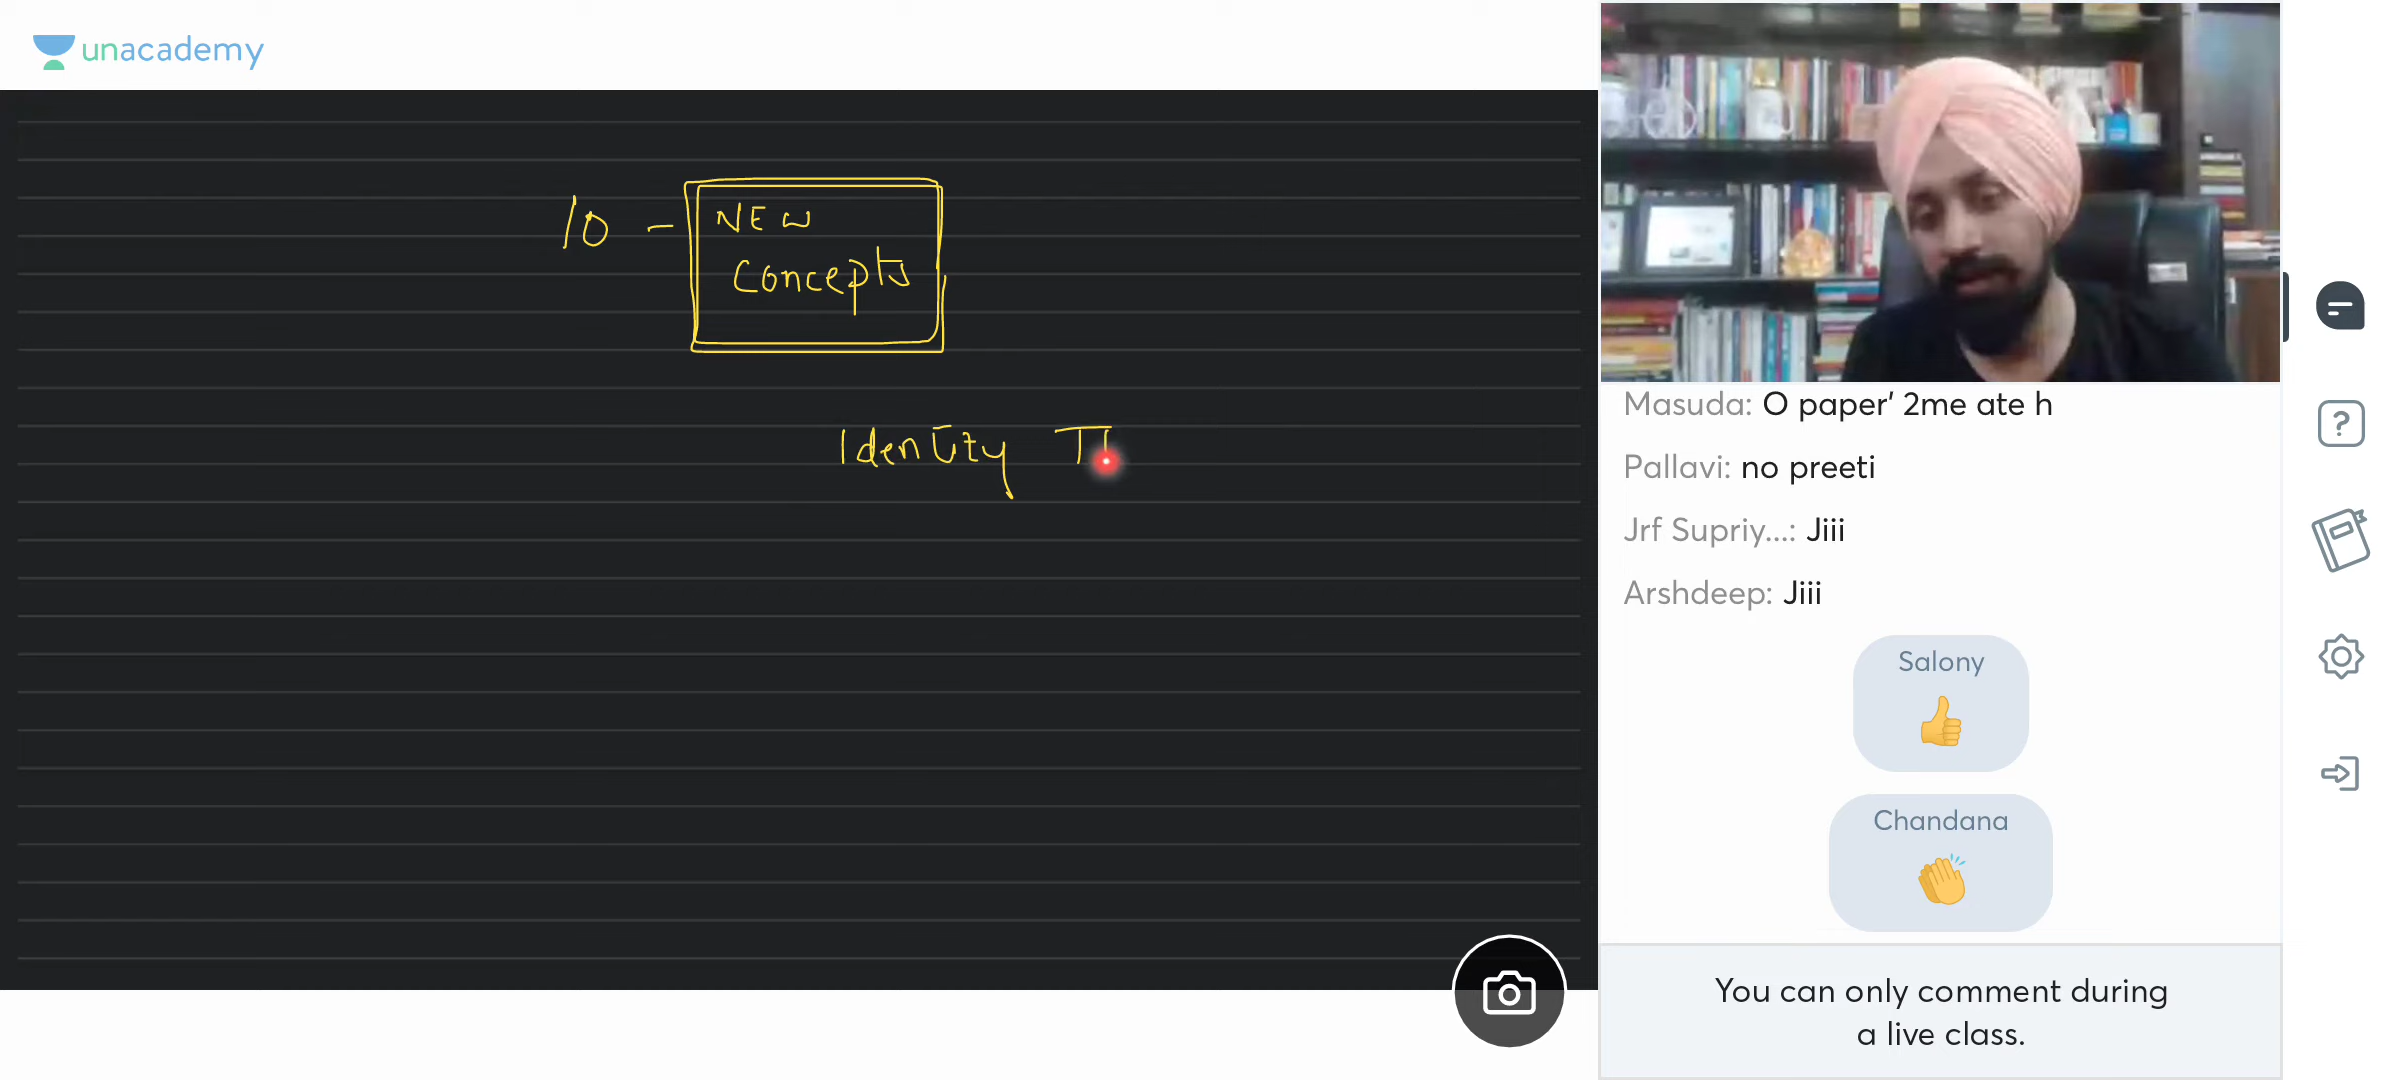 unacademy
10 - NEW
Concepts
Identity Th
Masuda: O paper' 2me ate h
Pallavi: no preeti
Jrf Supriy...: Jiii
Arshdeep: Jiii
Salony
Chandana
You can only comment during
a live class.